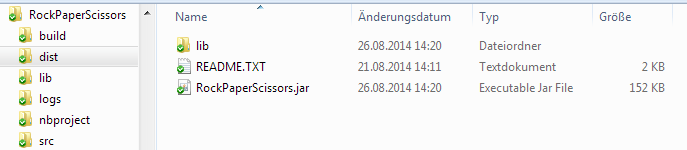 RockPaperScissors
build
dist
lib
logs
nbproject
src
Name Änderungsdatum Typ Größe
lib 26.08.2014 14:20 Dateiordner
README.TXT 21.08.2014 14:11 Textdokument 2 KB
RockPaperScissors.jar 26.08.2014 14:20 Executable Jar File 152 KB